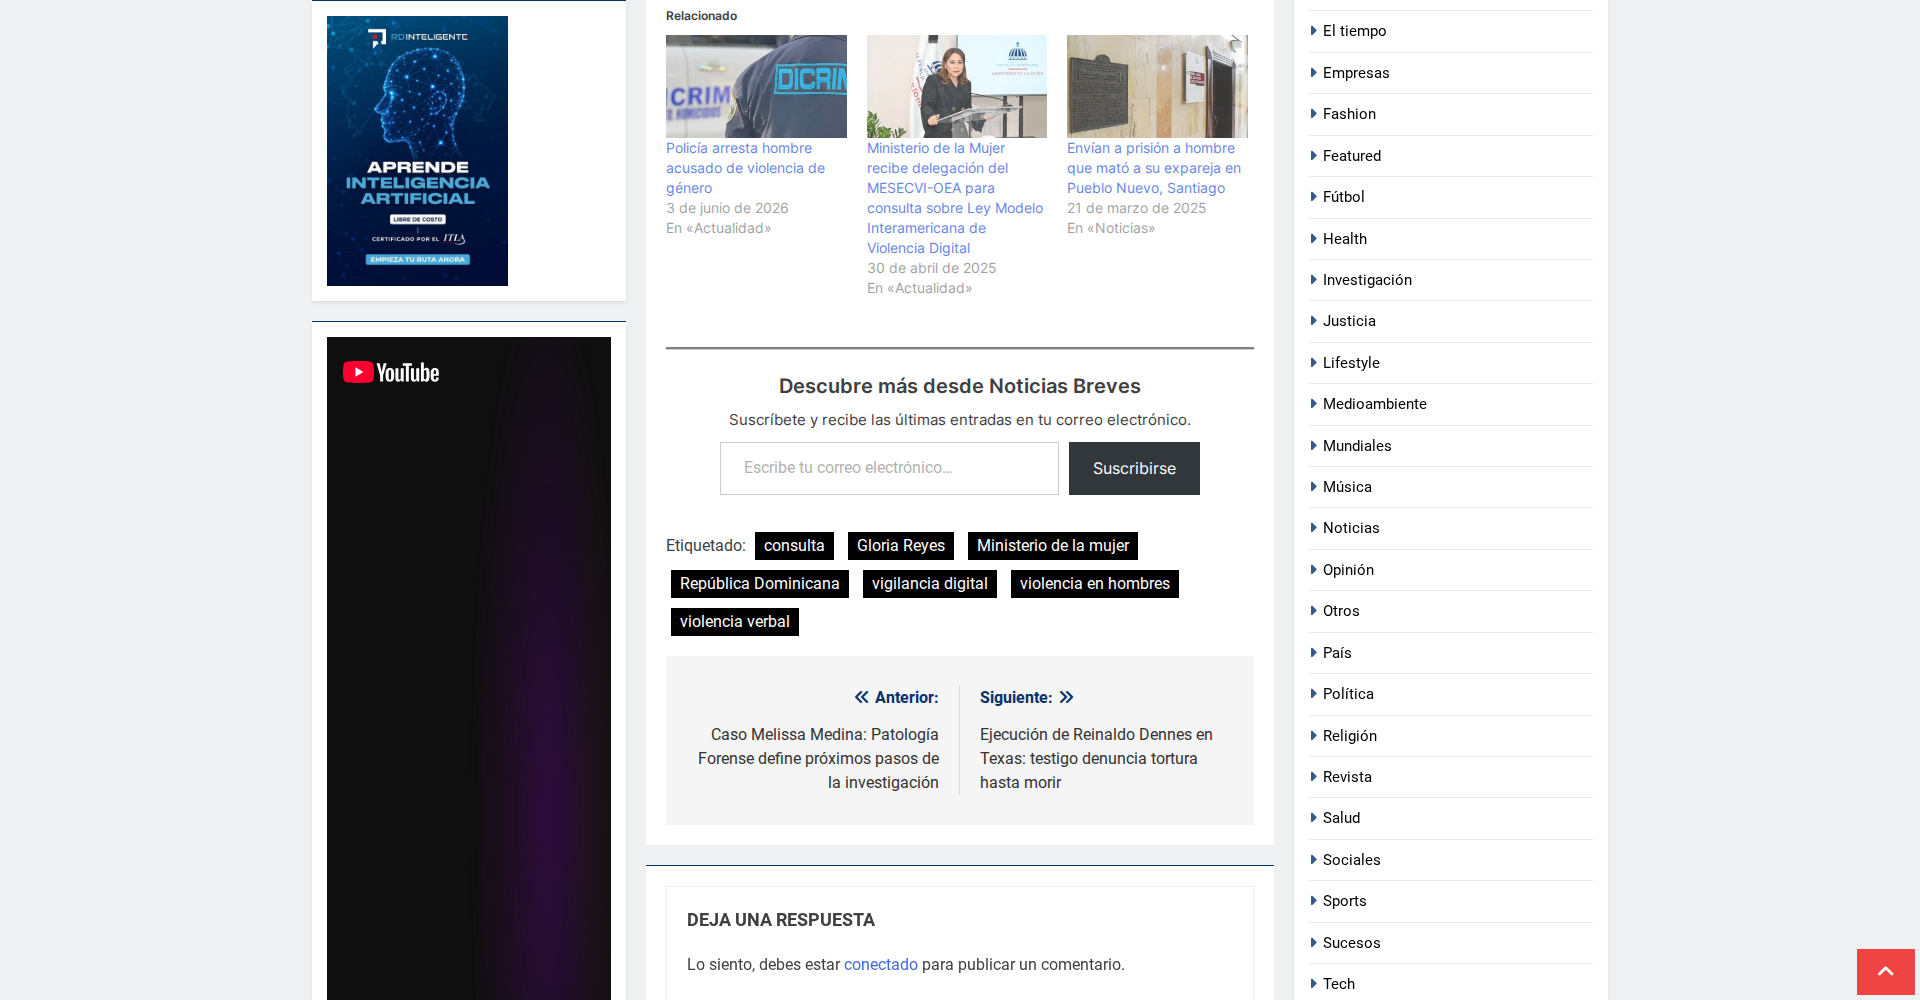 RD INTELIGENTE
APRENDE
INTELIGENCIA
ARTIFICIAL
LIBRE DE COSTO
CERTIFICADO POR EL ITLA
EMPIEZA TU RUTA AHORA
YouTube
Relacionado
DICRIM
Policía arresta hombre
acusado de violencia de
género
3 de junio de 2026
En «Actualidad»
Ministerio de la Mujer
recibe delegación del
MESECVI-OEA para
consulta sobre Ley Modelo
Interamericana de
Violencia Digital
30 de abril de 2025
En «Actualidad»
Envían a prisión a hombre
que mató a su expareja en
Pueblo Nuevo, Santiago
21 de marzo de 2025
En «Noticias»
Descubre más desde Noticias Breves
Suscríbete y recibe las últimas entradas en tu correo electrónico.
Escribe tu correo electrónico…
Suscribirse
Etiquetado: consulta Gloria Reyes Ministerio de la mujer
República Dominicana vigilancia digital violencia en hombres
violencia verbal
Anterior:
Caso Melissa Medina: Patología
Forense define próximos pasos de
la investigación
Siguiente:
Ejecución de Reinaldo Dennes en
Texas: testigo denuncia tortura
hasta morir
DEJA UNA RESPUESTA
Lo siento, debes estar conectado para publicar un comentario.
El tiempo
Empresas
Fashion
Featured
Fútbol
Health
Investigación
Justicia
Lifestyle
Medioambiente
Mundiales
Música
Noticias
Opinión
Otros
País
Política
Religión
Revista
Salud
Sociales
Sports
Sucesos
Tech